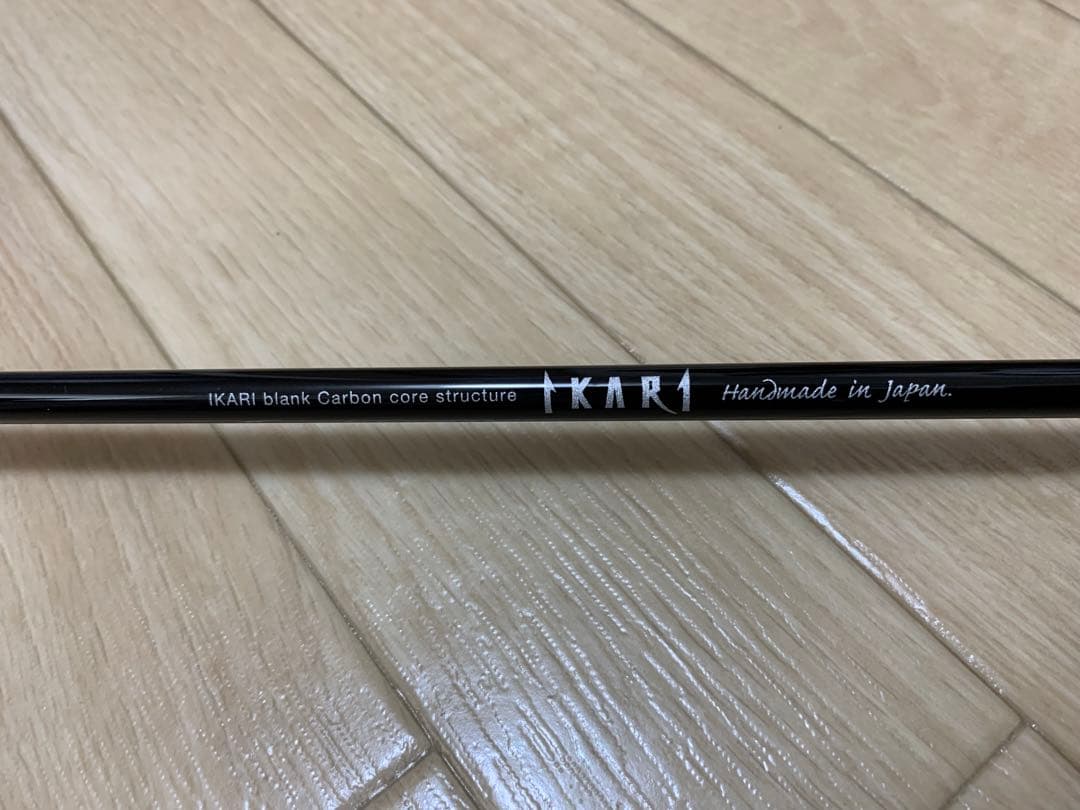 IKARI blank Carbon core structure IKARI Handmade in Japan.